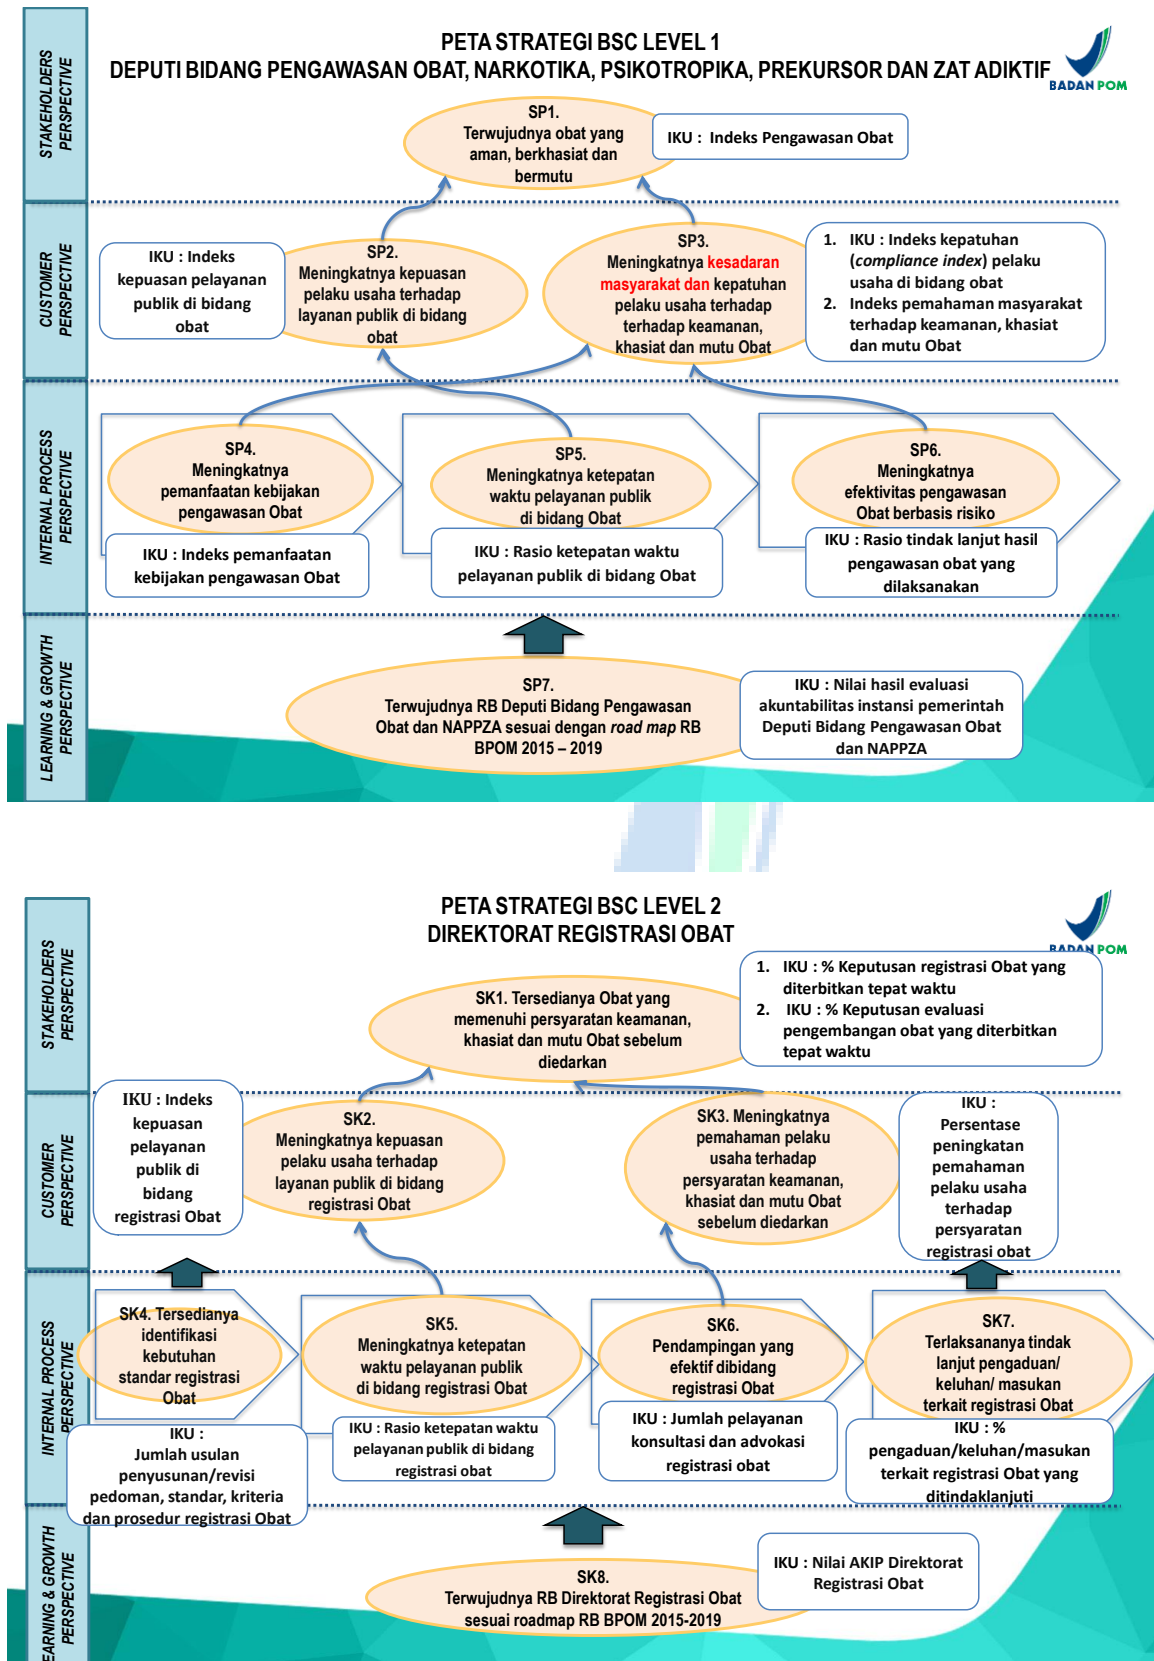 PETA STRATEGI BSC LEVEL 1
DEPUTI BIDANG PENGAWASAN OBAT, NARKOTIKA, PSIKOTROPIKA, PREKURSOR DAN ZAT ADIKTIF
BADAN POM
STAKEHOLDERS
PERSPECTIVE
SP1.
Terwujudnya obat yang
aman, berkhasiat dan
bermutu
IKU : Indeks Pengawasan Obat
CUSTOMER
PERSPECTIVE
IKU : Indeks
kepuasan pelayanan
publik di bidang
obat
SP2.
Meningkatnya kepuasan
pelaku usaha terhadap
layanan publik di bidang
obat
SP3.
Meningkatnya kesadaran
masyarakat dan kepatuhan
pelaku usaha terhadap
terhadap keamanan,
khasiat dan mutu Obat
1. IKU : Indeks kepatuhan
(compliance index) pelaku
usaha di bidang obat
2. Indeks pemahaman masyarakat
terhadap keamanan, khasiat
dan mutu Obat
INTERNAL PROCESS
PERSPECTIVE
SP4.
Meningkatnya
pemanfaatan kebijakan
pengawasan Obat
IKU : Indeks pemanfaatan
kebijakan pengawasan Obat
SP5.
Meningkatnya ketepatan
waktu pelayanan publik
di bidang Obat
IKU : Rasio ketepatan waktu
pelayanan publik di bidang Obat
SP6.
Meningkatnya
efektivitas pengawasan
Obat berbasis risiko
IKU : Rasio tindak lanjut hasil
pengawasan obat yang
dilaksanakan
LEARNING & GROWTH
PERSPECTIVE
SP7.
Terwujudnya RB Deputi Bidang Pengawasan
Obat dan NAPPZA sesuai dengan road map RB
BPOM 2015 – 2019
IKU : Nilai hasil evaluasi
akuntabilitas instansi pemerintah
Deputi Bidang Pengawasan Obat
dan NAPPZA
PETA STRATEGI BSC LEVEL 2
DIREKTORAT REGISTRASI OBAT
BADAN POM
STAKEHOLDERS
PERSPECTIVE
SK1. Tersedianya Obat yang
memenuhi persyaratan keamanan,
khasiat dan mutu Obat sebelum
diedarkan
1. IKU : % Keputusan registrasi Obat yang
diterbitkan tepat waktu
2. IKU : % Keputusan evaluasi
pengembangan obat yang diterbitkan
tepat waktu
CUSTOMER
PERSPECTIVE
IKU : Indeks
kepuasan
pelayanan
publik di
bidang
registrasi Obat
SK2.
Meningkatnya kepuasan
pelaku usaha terhadap
layanan publik di bidang
registrasi Obat
SK3. Meningkatnya
pemahaman pelaku
usaha terhadap
persyaratan keamanan,
khasiat dan mutu Obat
sebelum diedarkan
IKU :
Persentase
peningkatan
pemahaman
pelaku usaha
terhadap
persyaratan
registrasi obat
INTERNAL PROCESS
PERSPECTIVE
SK4. Tersedianya
identifikasi
kebutuhan
standar registrasi
Obat
IKU :
Jumlah usulan
penyusunan/revisi
pedoman, standar, kriteria
dan prosedur registrasi Obat
SK5.
Meningkatnya ketepatan
waktu pelayanan publik
di bidang registrasi Obat
IKU : Rasio ketepatan waktu
pelayanan publik di bidang
registrasi obat
SK6.
Pendampingan yang
efektif dibidang
registrasi Obat
IKU : Jumlah pelayanan
konsultasi dan advokasi
registrasi obat
SK7.
Terlaksananya tindak
lanjut pengaduan/
keluhan/ masukan
terkait registrasi Obat
IKU : %
pengaduan/keluhan/masukan
terkait registrasi Obat yang
ditindaklanjuti
EARNING & GROWTH
PERSPECTIVE
SK8.
Terwujudnya RB Direktorat Registrasi Obat
sesuai roadmap RB BPOM 2015-2019
IKU : Nilai AKIP Direktorat
Registrasi Obat